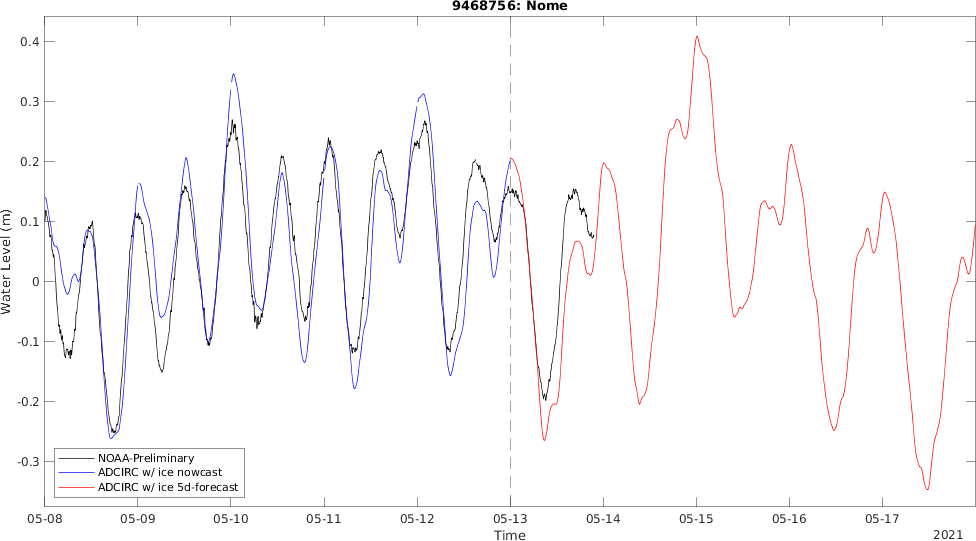 9468756: Nome
Water Level (m)
0.4
0.3
0.2
0.1
0
-0.1
-0.2
-0.3
NOAA-Preliminary
ADCIRC w/ ice nowcast
ADCIRC w/ ice 5d-forecast
05-08 05-09 05-10 05-11 05-12 05-13 05-14 05-15 05-16 05-17
Time
2021